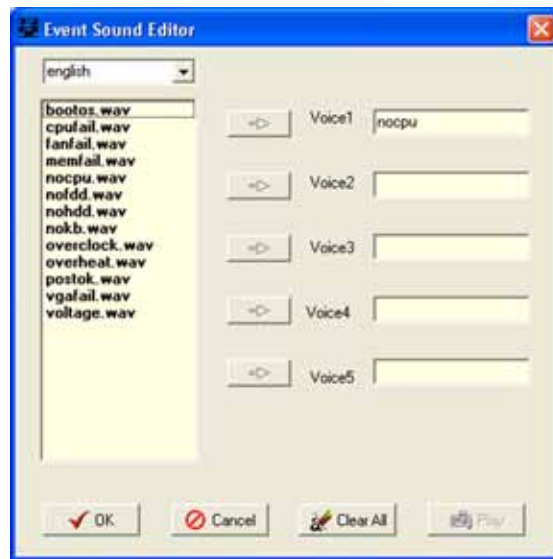 Event Sound Editor
english
bootos.wav
cpufail.wav
fanfail.wav
memfail.wav
nocpu.wav
nofdd.wav
nohdd.wav
nokb.wav
overclock.wav
overheat.wav
postok.wav
vgafail.wav
voltage.wav
Voice1 nocpu
Voice2
Voice3
Voice4
Voice5
OK Cancel Clear All Play